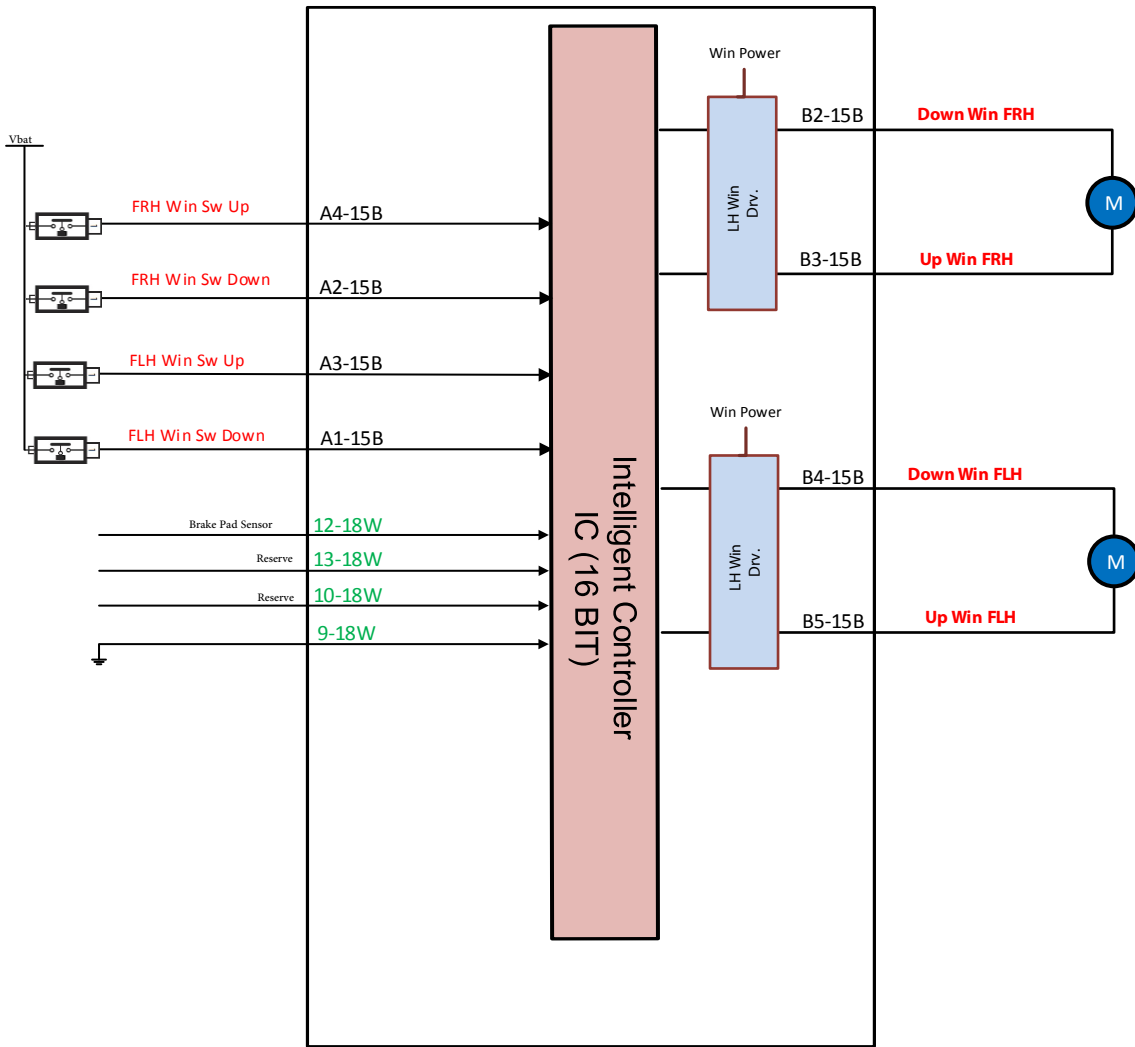 Vbat
FRH Win Sw Up
A4-15B
FRH Win Sw Down
A2-15B
FLH Win Sw Up
A3-15B
FLH Win Sw Down
A1-15B
Brake Pad Sensor
12-18W
Reserve
13-18W
Reserve
10-18W
9-18W
Intelligent Controller
IC (16 BIT)
Win Power
LH Win
Drv.
B2-15B
Down Win FRH
B3-15B
Up Win FRH
M
Win Power
LH Win
Drv.
B4-15B
Down Win FLH
B5-15B
Up Win FLH
M